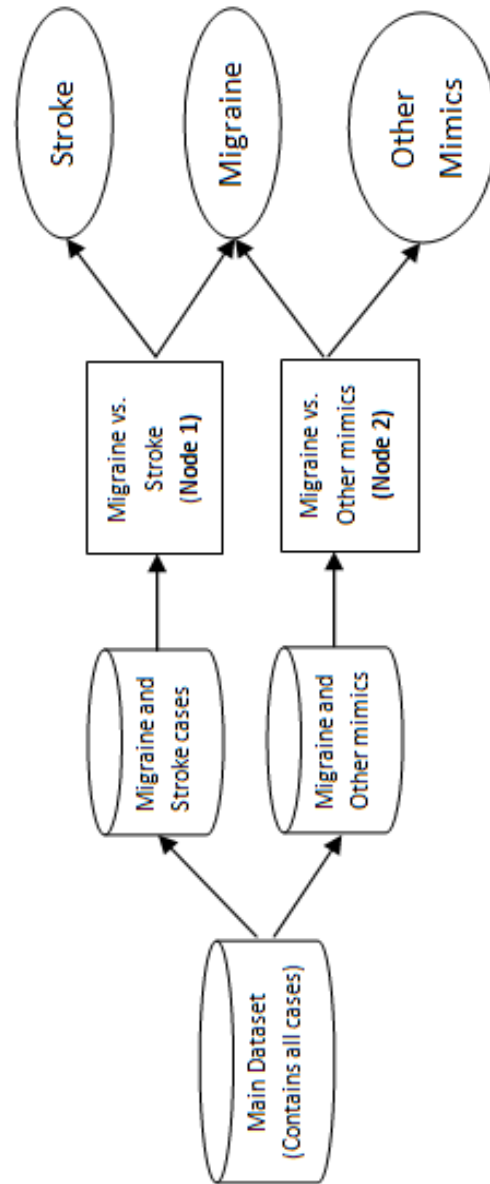 Main Dataset
(Contains all cases)
Migraine and
Stroke cases
Migraine and
Other mimics
Migraine vs.
Stroke
(Node 1)
Migraine vs.
Other mimics
(Node 2)
Stroke
Migraine
Other
Mimics